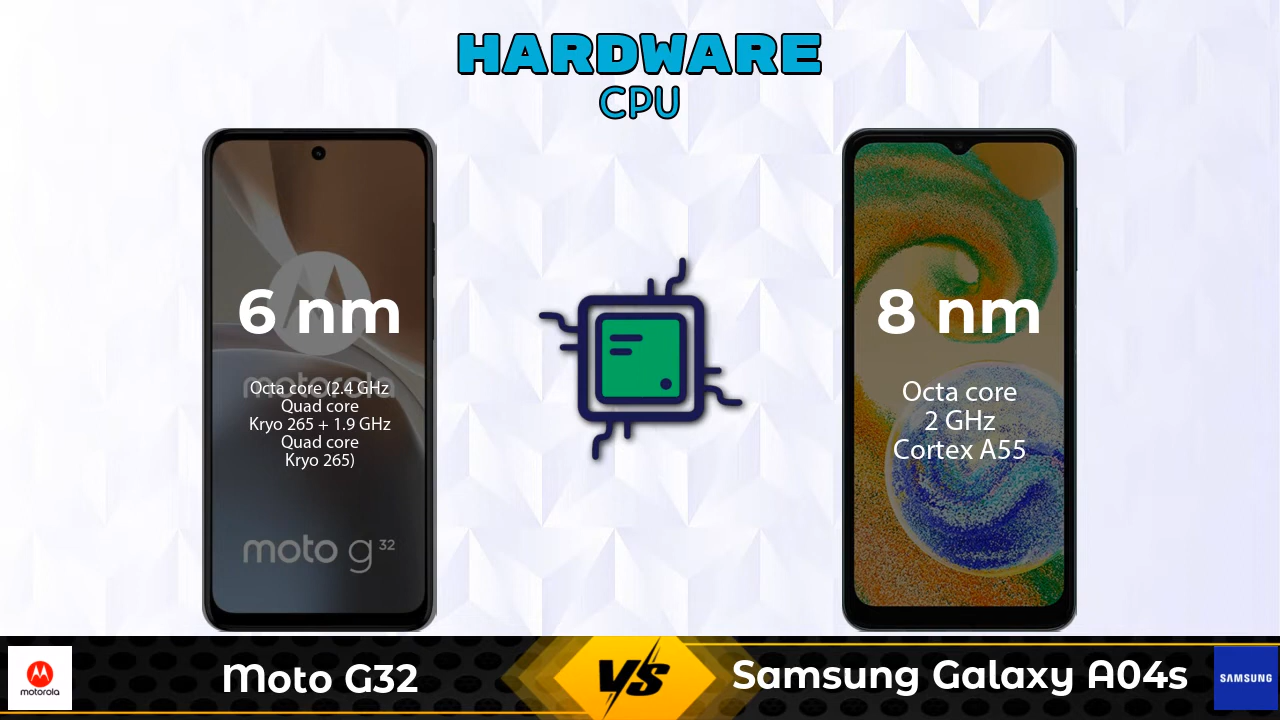 HARDWARE
CPU
6 nm
motorola
Octa core (2.4 GHz
Quad core
Kryo 265 + 1.9 GHz
Quad core
Kryo 265)
moto g 32
8 nm
Octa core
2 GHz
Cortex A55
motorola
Moto G32
VS
Samsung Galaxy A04s
SAMSUNG